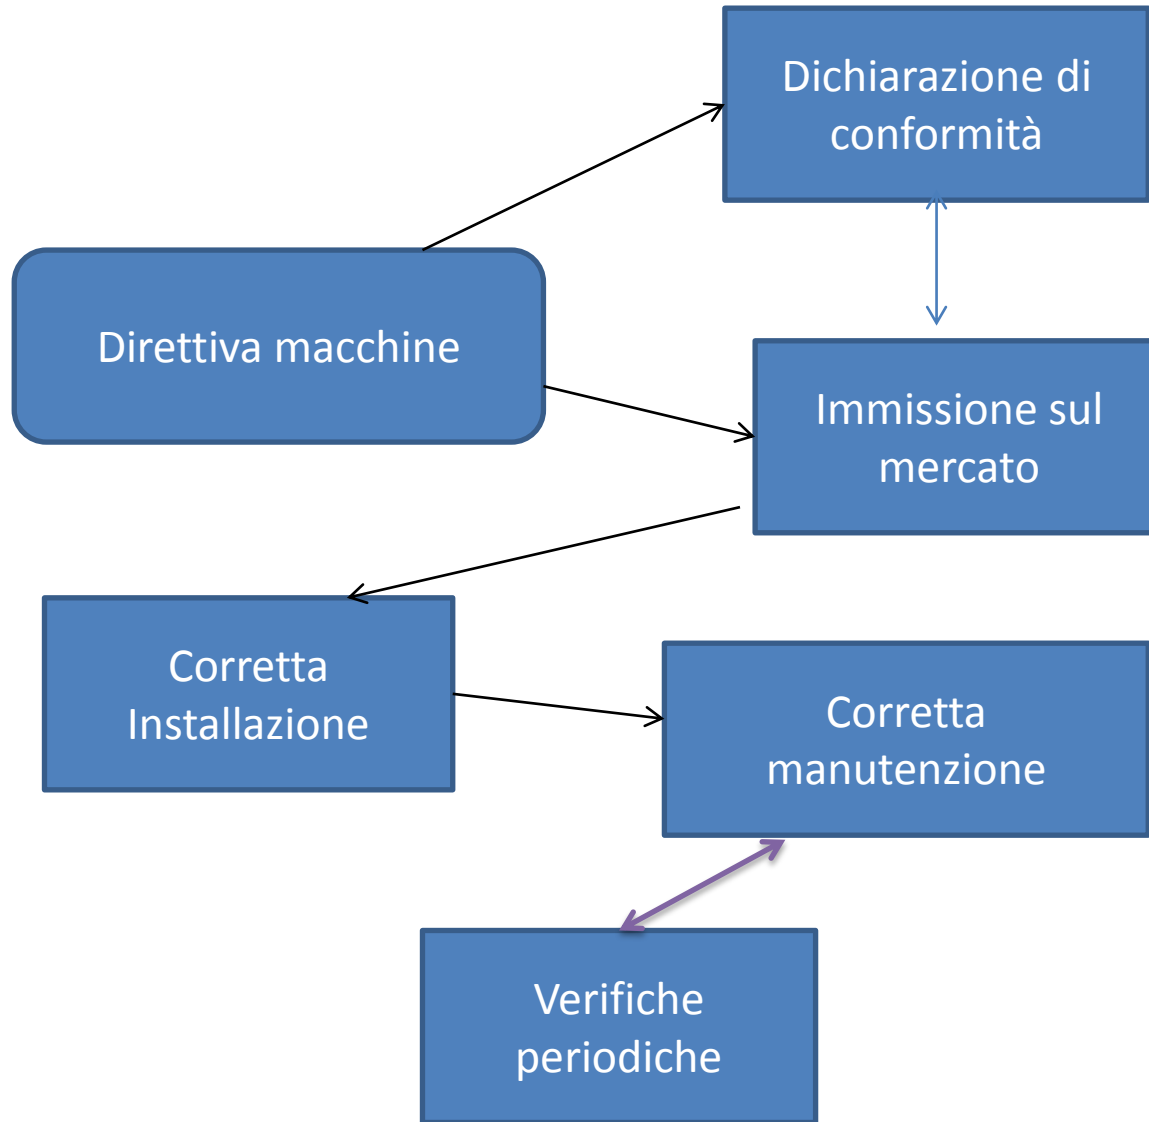 Dichiarazione di
conformità
Direttiva macchine
Immissione sul
mercato
Corretta
Installazione
Corretta
manutenzione
Verifiche
periodiche